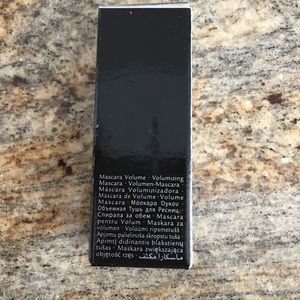 Mascara Volume · Volumizing
Mascara · Volumen-Mascara ·
Máscara Voluminizadora ·
Máscara de Volume · Volume
Mascara · Μάσκαρα Όγκου ·
Объемная Тушь для Ресниц ·
Спирала за обем · Mascara
pentru Volum · Maskara za
volumen · Volüümi ripsmetušš ·
Apjomu palielinoša skropstu tuša ·
Apimtį didinantis blakstienų
tušas · Maskara zwiększająca
objętość rzęs · ماسكارا مكثف